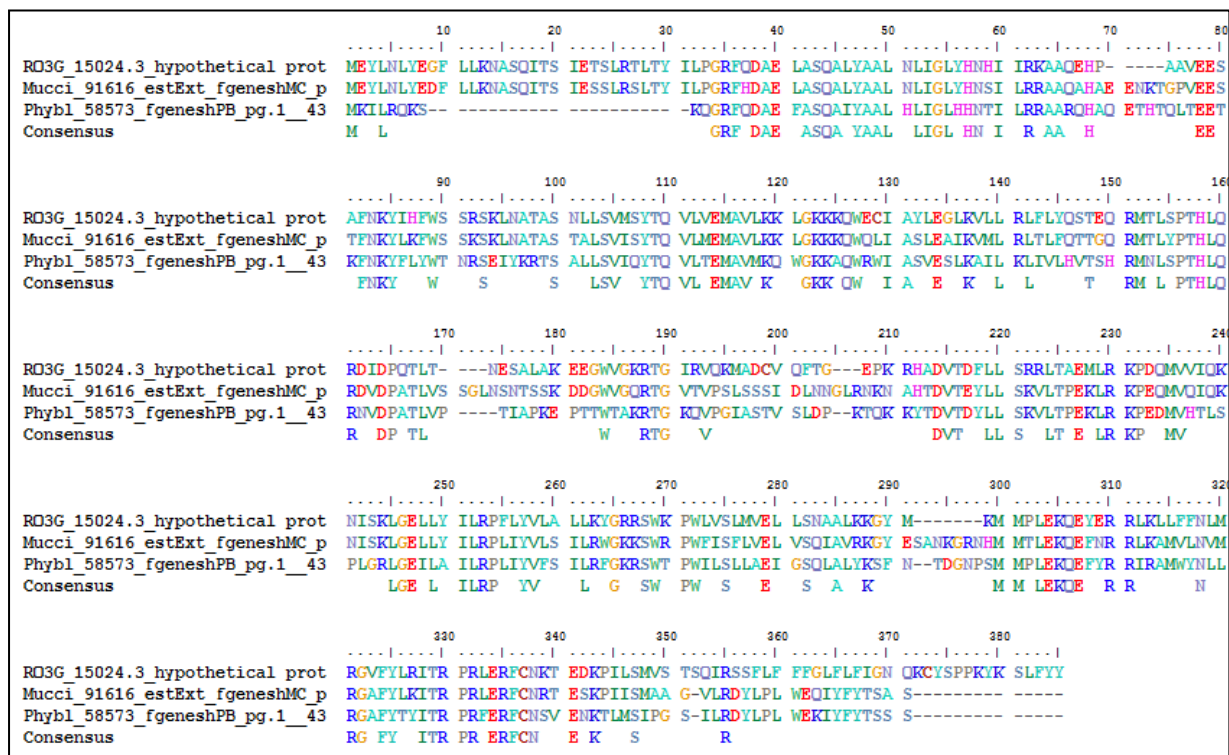 10 20 30 40 50 60 70 80
....|....| ....|....| ....|....| ....|....| ....|....| ....|....| ....|....| ....|....|
RO3G_15024.3_hypothetical prot MEYLNLYEGF LLKNASQITS IETSLRTLTY ILPGRFQDAE LASQALYAAL NLIGLYHNHI IRKAAQEHP- ----AAVEES
Mucci_91616_estExt_fgeneshMC_p MEYLNLYEDF LLKNASQITS IESSLRSLTY ILPGRFHDAE LASQALYAAL NLIGLYHNSI LRRAAQAHAE ENKTGPVEES
Phybl_58573_fgeneshPB_pg.1__43 MKILRQKS-- ---------- ---------- KQGRFQDAE FASQAIYAAL HLIGLHHNTI LRRAARQHAQ ETHTQLTEET
Consensus M L GRF DAE ASQA YAAL LIGL HN I R AA H EE
90 100 110 120 130 140 150 160
....|....| ....|....| ....|....| ....|....| ....|....| ....|....| ....|....| ....|....|
RO3G_15024.3_hypothetical prot AFNKYIHFWS SRSKLNATAS NLLSVMSYTQ VLVEMAVLKK LGKKKQWECI AYLEGLKVLL RLFLYQSTEQ RMTLSPTHLQ
Mucci_91616_estExt_fgeneshMC_p TFNKYLKFWS SKSKLNATAS TALSVISYTQ VLMEMAVLKK LGKKKQWQLI ASLEAIKVML RLTLFQTTGQ RMTLYPTHLQ
Phybl_58573_fgeneshPB_pg.1__43 KFNKYFLYWT NRSEIYKRTS ALLSVIQYTQ VLTEMAVMKQ WGKKAQWRWI ASVESLKAIL KLIVLHVTSH RMNLSPTHLQ
Consensus FNKY W S S LSV YTQ VL EMAV K GKK QW I A E K L L T RM L PTHLQ
170 180 190 200 210 220 230 240
....|....| ....|....| ....|....| ....|....| ....|....| ....|....| ....|....| ....|....|
RO3G_15024.3_hypothetical prot RDIDPQTLT- ---NESALAK EEGWVGKRTG IRVQKMADCV QFTG---EPK RHADVTDFLL SRRLTAEMLR KPDQMVVIQK
Mucci_91616_estExt_fgeneshMC_p RDVDPATLVS SGLNSNTSSK DDGWVGQRTG VTVPSLSSSI DLNNGLRNKN AHTDVTEYLL SKVLTPEKLR KPEQMVQIQK
Phybl_58573_fgeneshPB_pg.1__43 RNVDPATLVP ----TIAPKE PTTWTAKRTG KQVPGIASTV SLDP--KTQK KYTDVTDYLL SKVLTPEKLR KPEDMVHTLS
Consensus R DP TL W RTG V DVT LL S LT E LR KP MV
250 260 270 280 290 300 310 320
....|....| ....|....| ....|....| ....|....| ....|....| ....|....| ....|....| ....|....|
RO3G_15024.3_hypothetical prot NISKLGELLY ILRPFLYVLA LLKYGRRSWK PWLVSLMVEL LSNAALKKGY M-------KM MPLEKQEYER RLKLLFFNLM
Mucci_91616_estExt_fgeneshMC_p NISKLGELLY ILRPLIYVLS ILRWGKKSWR PWFISFLVEL VSQIAVRKGY ESANKGRNHM MTLEKQEFNR RLKAMVLNVM
Phybl_58573_fgeneshPB_pg.1__43 PLGRLGEILA ILRPLIYVFS ILRFGKRSWT PWILSLLAEI GSQLALYKSF N--TDGNPSM MPLEKQEFYR RIRAMWYNLL
Consensus LGE L ILRP YV L G SW PW S E S A K M M LEKQE R R N
330 340 350 360 370 380
....|....| ....|....| ....|....| ....|....| ....|....| ....|....| ....|
RO3G_15024.3_hypothetical prot RGVFYLRITR PRLERFCNKT EDKPILSMVS TSQIRSSFLF FFGLFLFIGN QKCYSPPKYK SLFYY
Mucci_91616_estExt_fgeneshMC_p RGAFYLKITR PRLERFCNRT ESKPIISMAA G-VLRDYLPL WEQIYFYTSA S--------- -----
Phybl_58573_fgeneshPB_pg.1__43 RGAFYTYITR PRFERFCNSV ENKTLMSIPG S-ILRDYLPL WEKIYFYTSS S--------- -----
Consensus RG FY ITR PR ERFCN E K S R